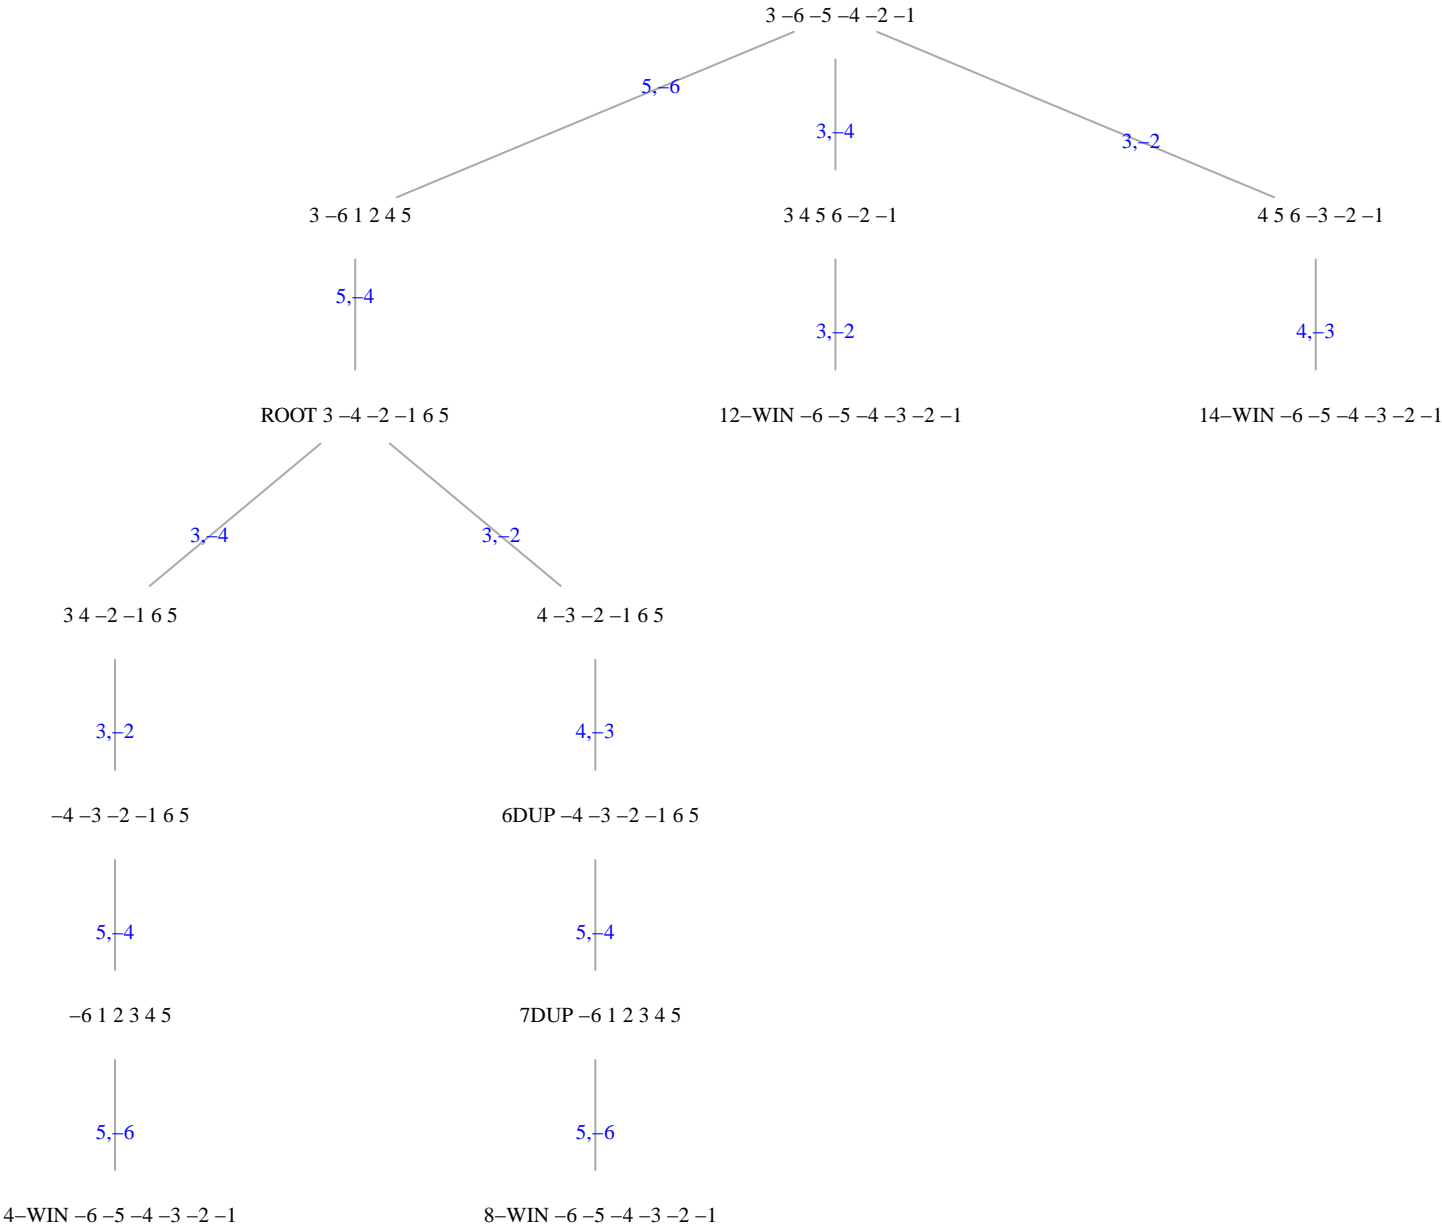 3 –6 –5 –4 –2 –1
5,–6
3,–4
3,–2
3 –6 1 2 4 5
3 4 5 6 –2 –1
4 5 6 –3 –2 –1
5,–4
3,–2
4,–3
ROOT 3 –4 –2 –1 6 5
12–WIN –6 –5 –4 –3 –2 –1
14–WIN –6 –5 –4 –3 –2 –1
3,–4
3,–2
3 4 –2 –1 6 5
4 –3 –2 –1 6 5
3,–2
4,–3
–4 –3 –2 –1 6 5
6DUP –4 –3 –2 –1 6 5
5,–4
5,–4
–6 1 2 3 4 5
7DUP –6 1 2 3 4 5
5,–6
5,–6
4–WIN –6 –5 –4 –3 –2 –1
8–WIN –6 –5 –4 –3 –2 –1